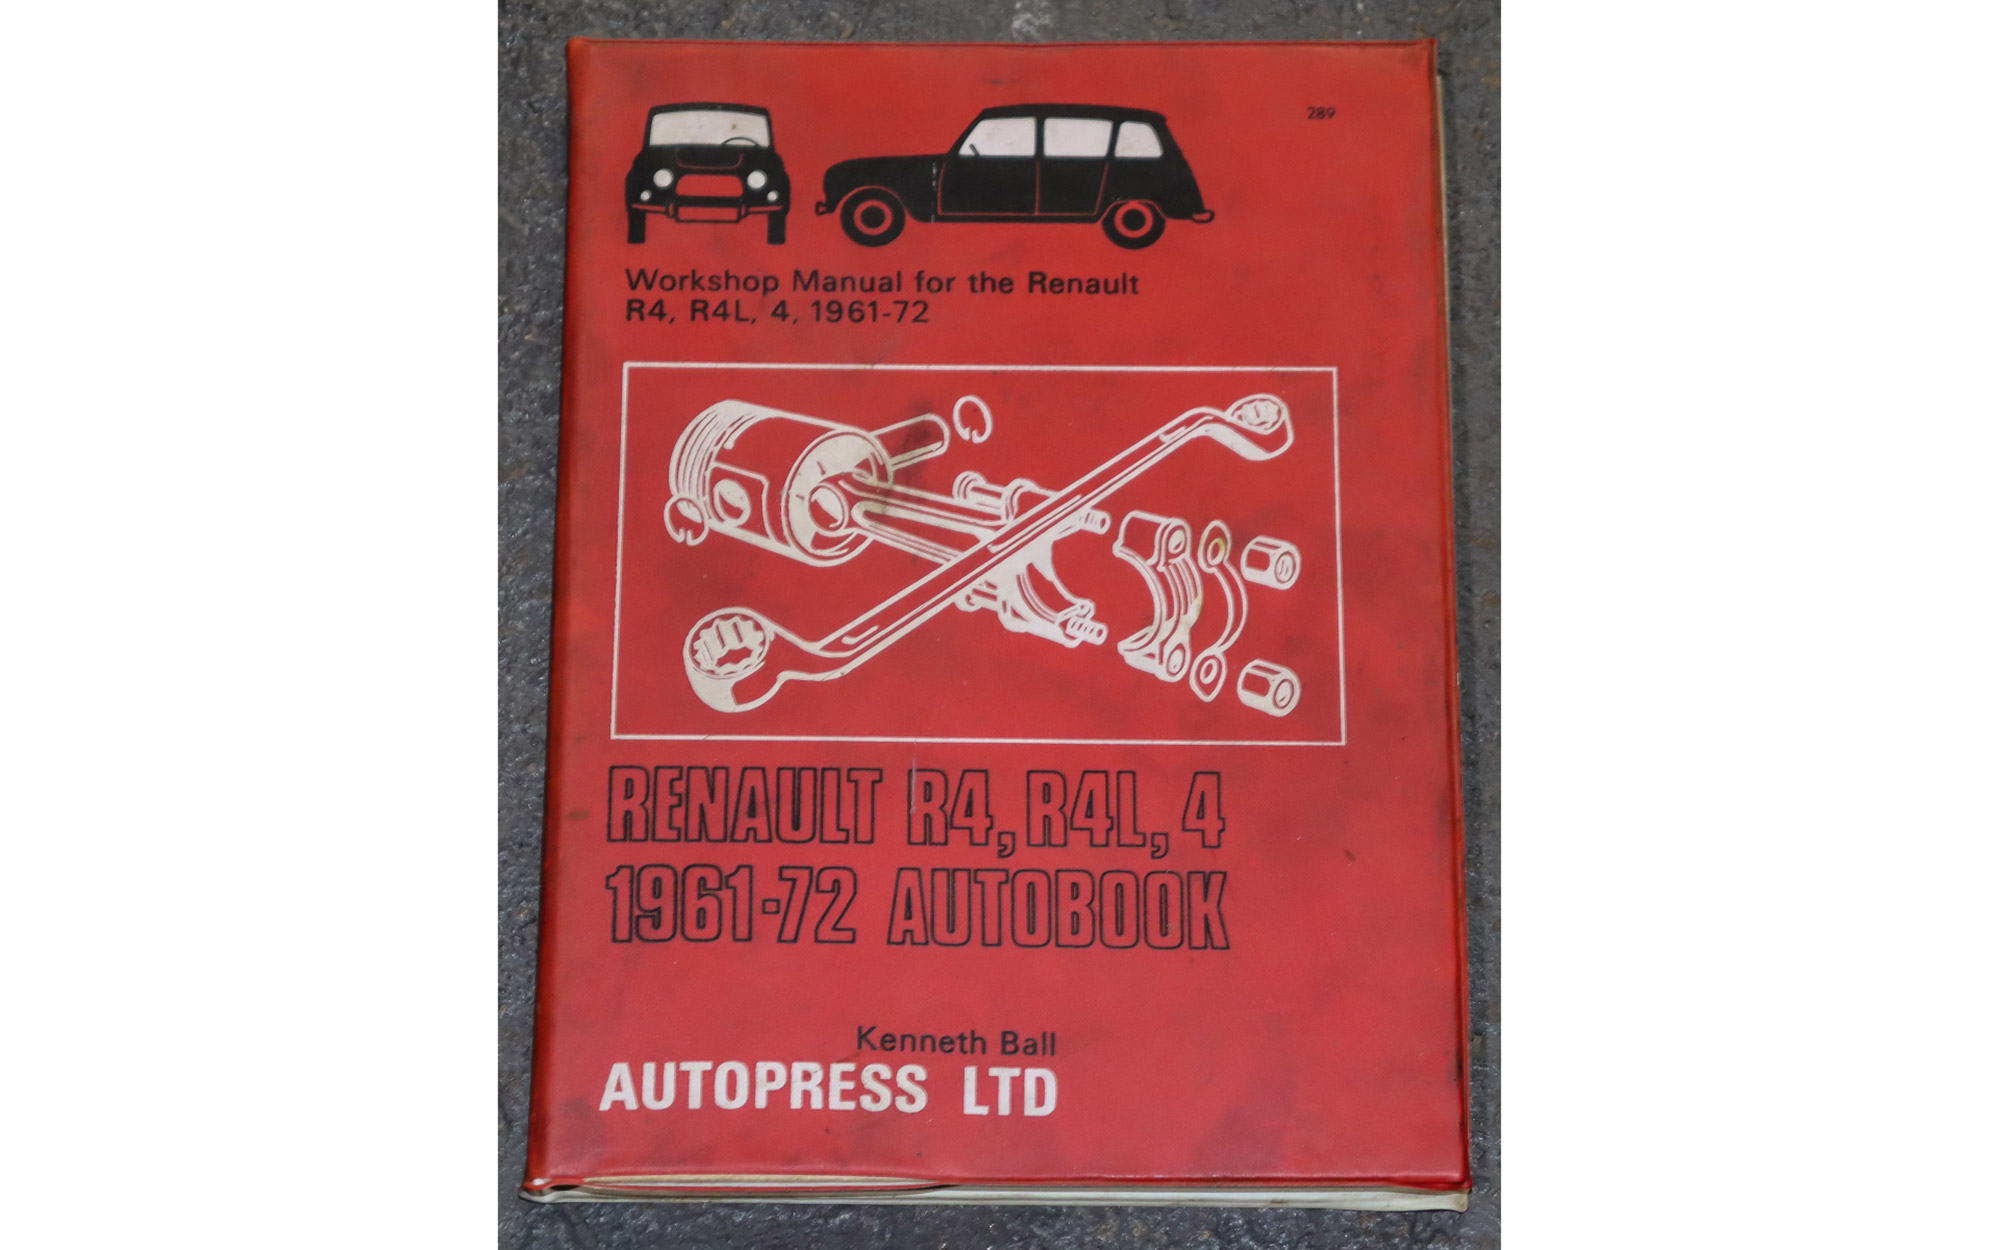 289
Workshop Manual for the Renault
R4, R4L, 4, 1961-72
RENAULT R4, R4L, 4
1961-72 AUTOBOOK
Kenneth Ball
AUTOPRESS LTD